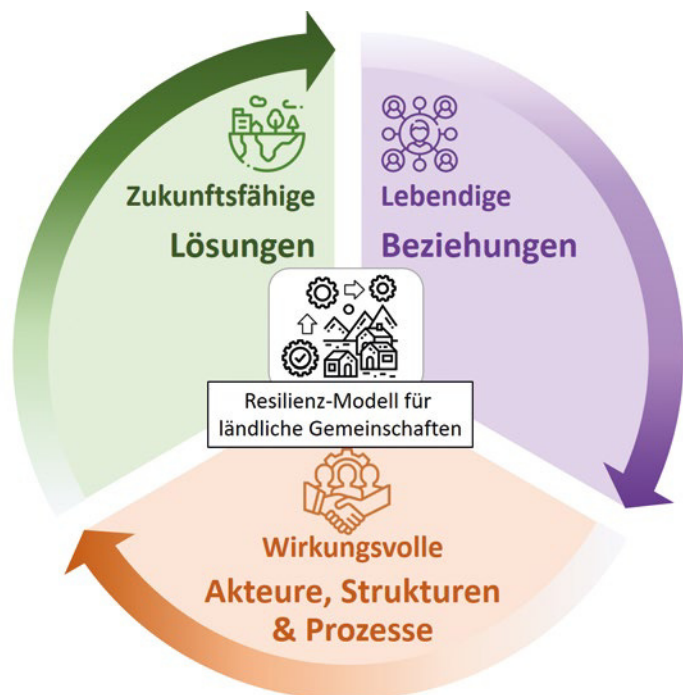 Zukunftsfähige
Lösungen
Lebendige
Beziehungen
Resilienz-Modell für
ländliche Gemeinschaften
Wirkungsvolle
Akteure, Strukturen
& Prozesse